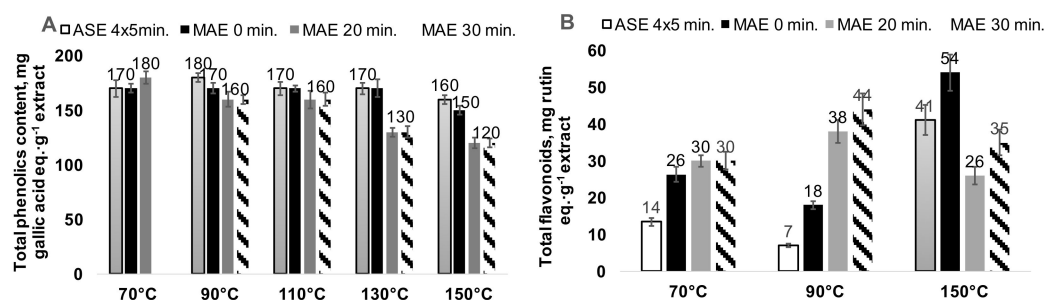 A
ASE 4x5min. MAE 0 min. MAE 20 min. MAE 30 min.
Total phenolics content, mg
gallic acid eq.·g⁻¹ extract
200
150
100
50
0
170 180
180 170 160
170 160
170 130
160 150 120
70°C 90°C 110°C 130°C 150°C
B
ASE 4x5 min. MAE 0 min. MAE 20 min. MAE 30 min.
Total flavonoids, mg rutin
eq.·g⁻¹ extract
60
50
40
30
20
10
0
14 26 30 30
7 18 38 44
41 54 26 35
70°C 90°C 150°C